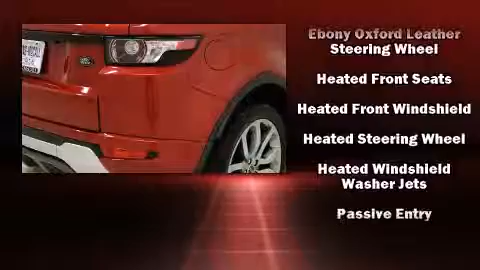 Ebony Oxford Leather
Steering Wheel
Heated Front Seats
Heated Front Windshield
Heated Steering Wheel
Heated Windshield
Washer Jets
Passive Entry